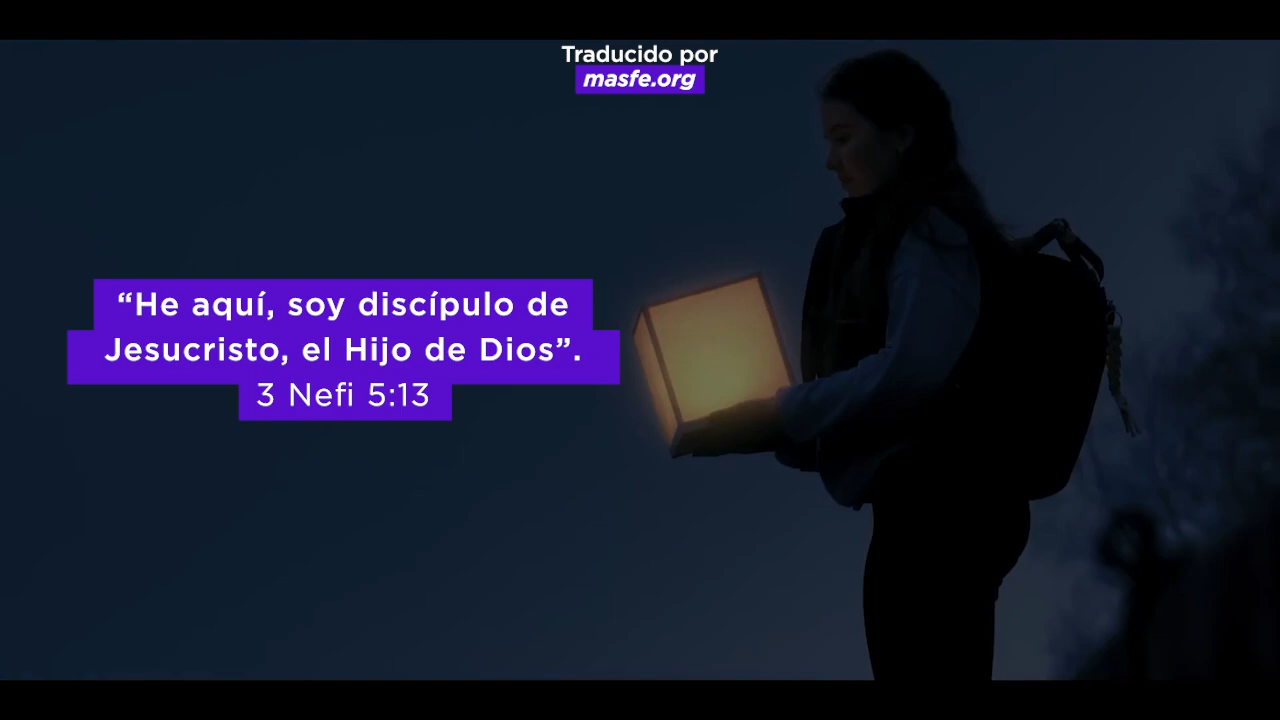 Traducido por
masfe.org
“He aquí, soy discípulo de
Jesucristo, el Hijo de Dios”.
3 Nefi 5:13